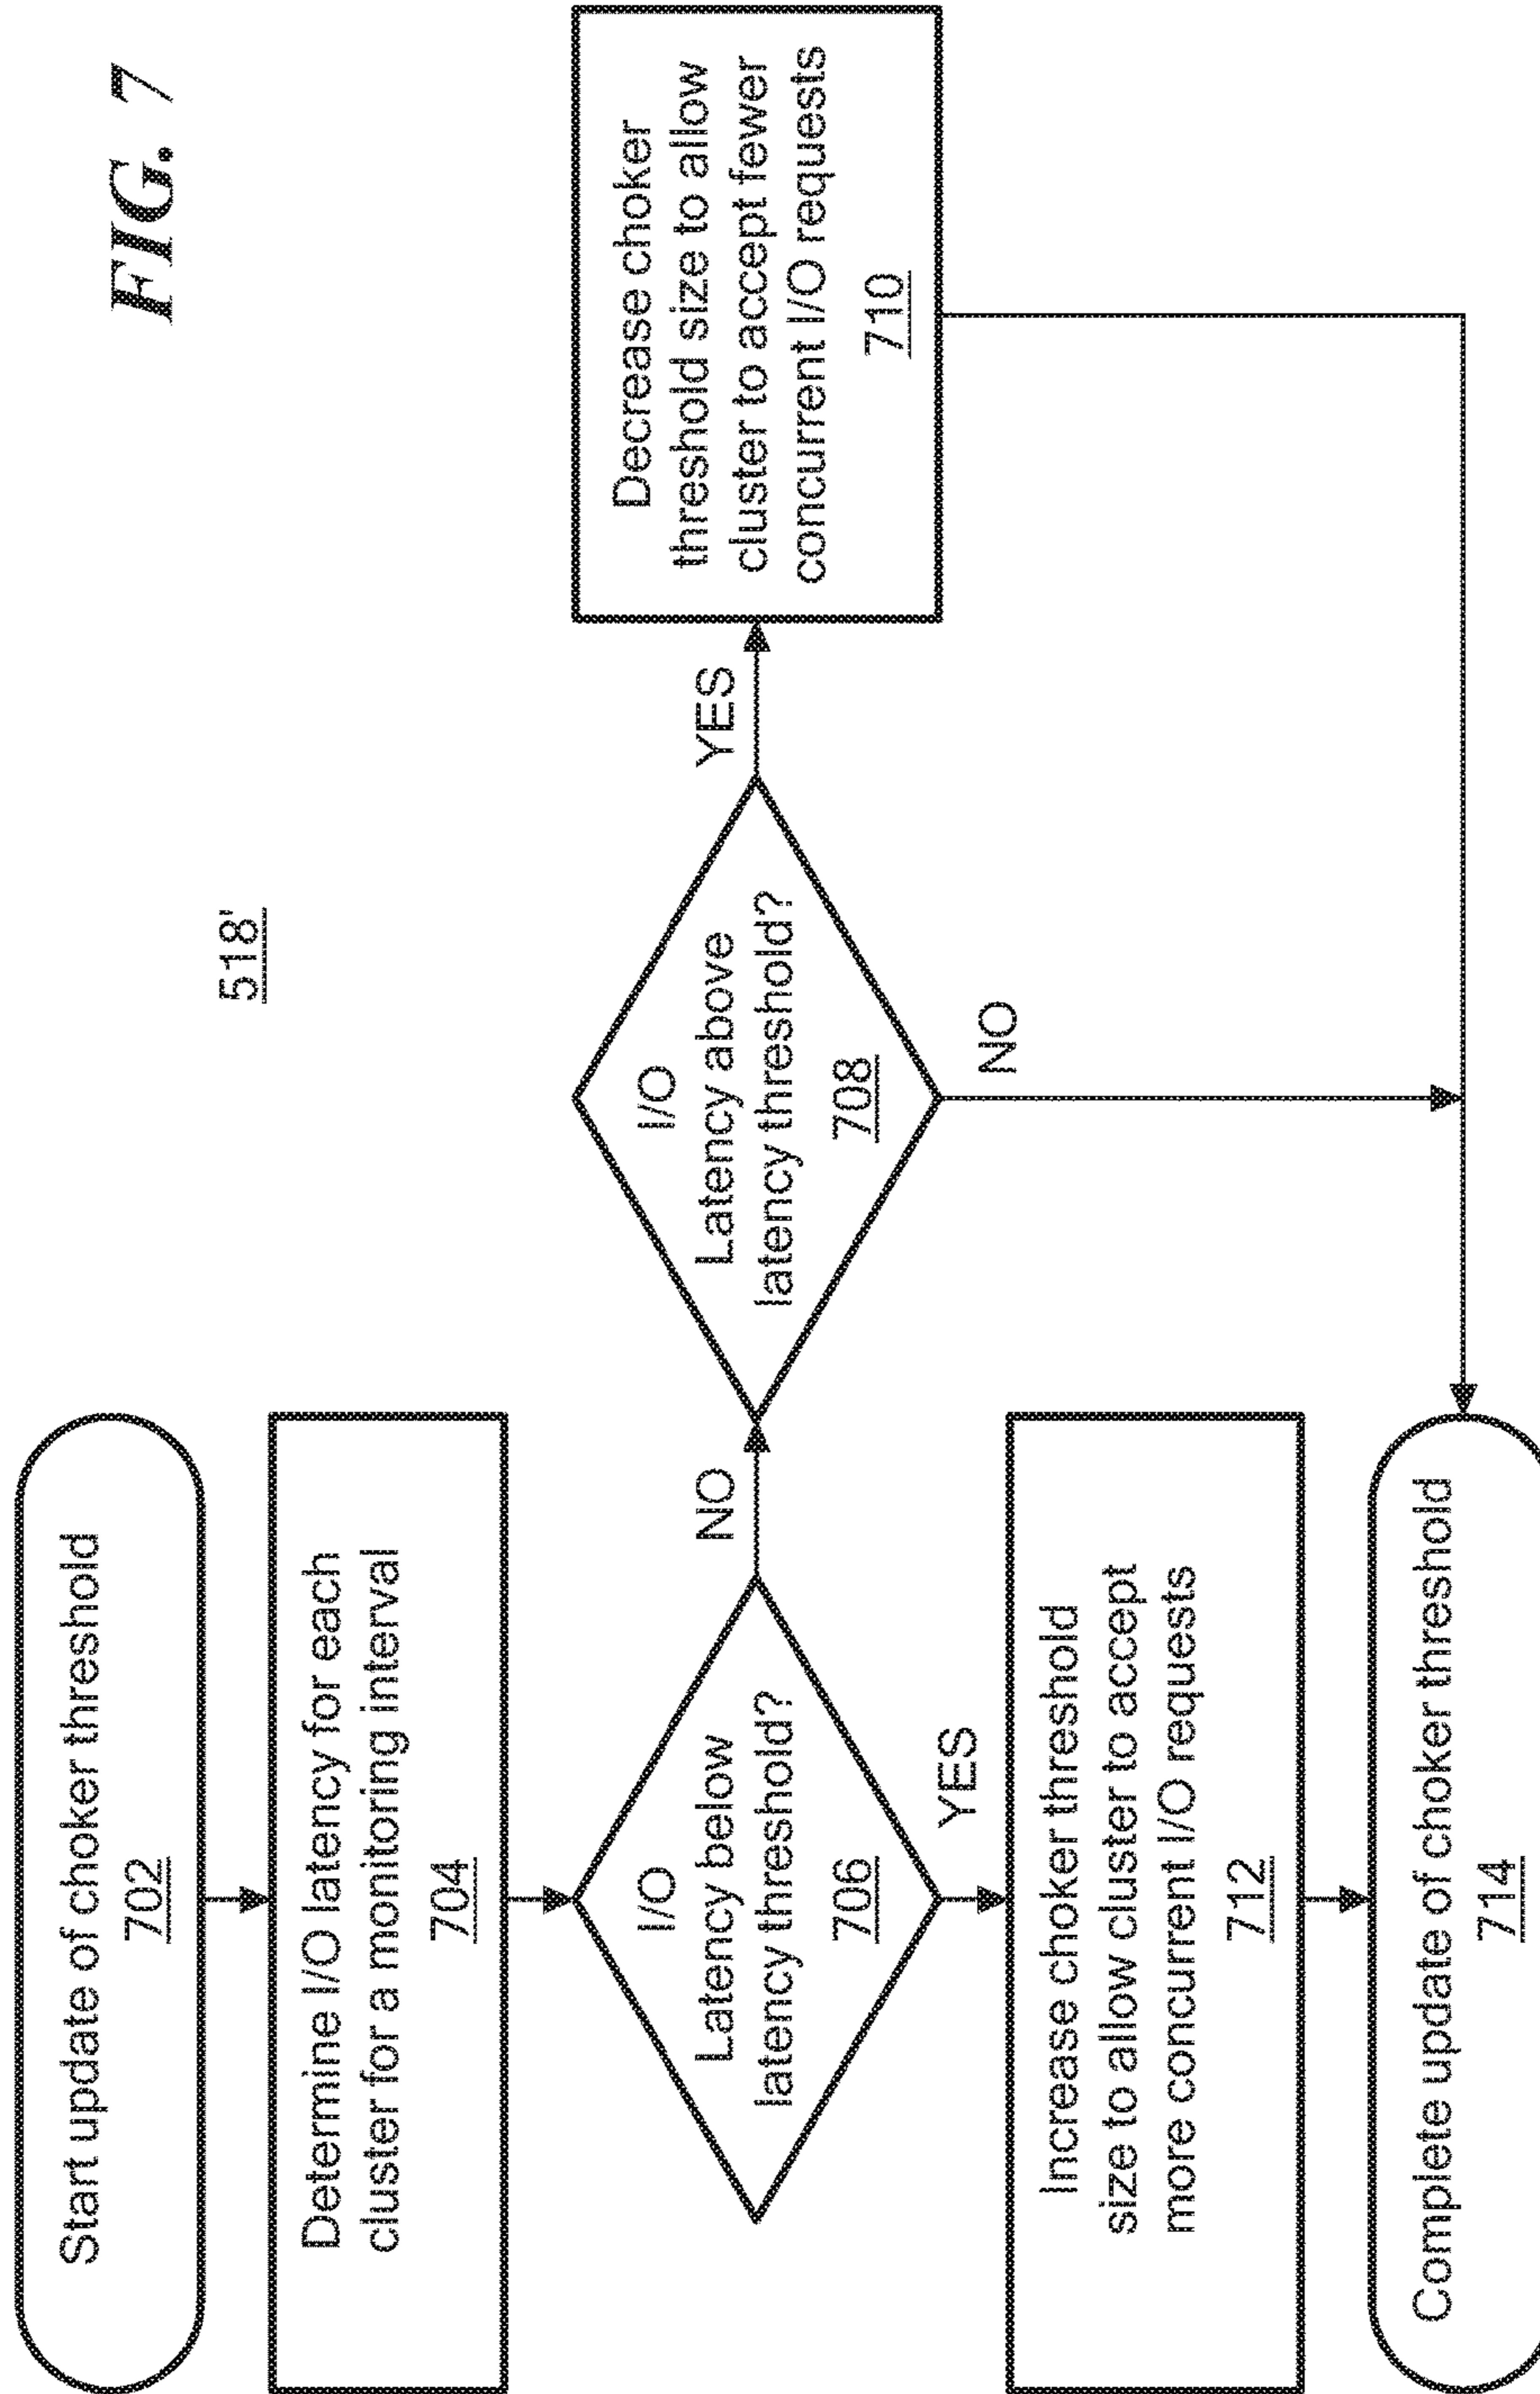 FIG. 7
518'
Start update of choker threshold
702
Determine I/O latency for each
cluster for a monitoring interval
704
I/O
Latency below
latency threshold?
706
NO
YES
I/O
Latency above
latency threshold?
708
YES
NO
Decrease choker
threshold size to allow
cluster to accept fewer
concurrent I/O requests
710
Increase choker threshold
size to allow cluster to accept
more concurrent I/O requests
712
Complete update of choker threshold
714